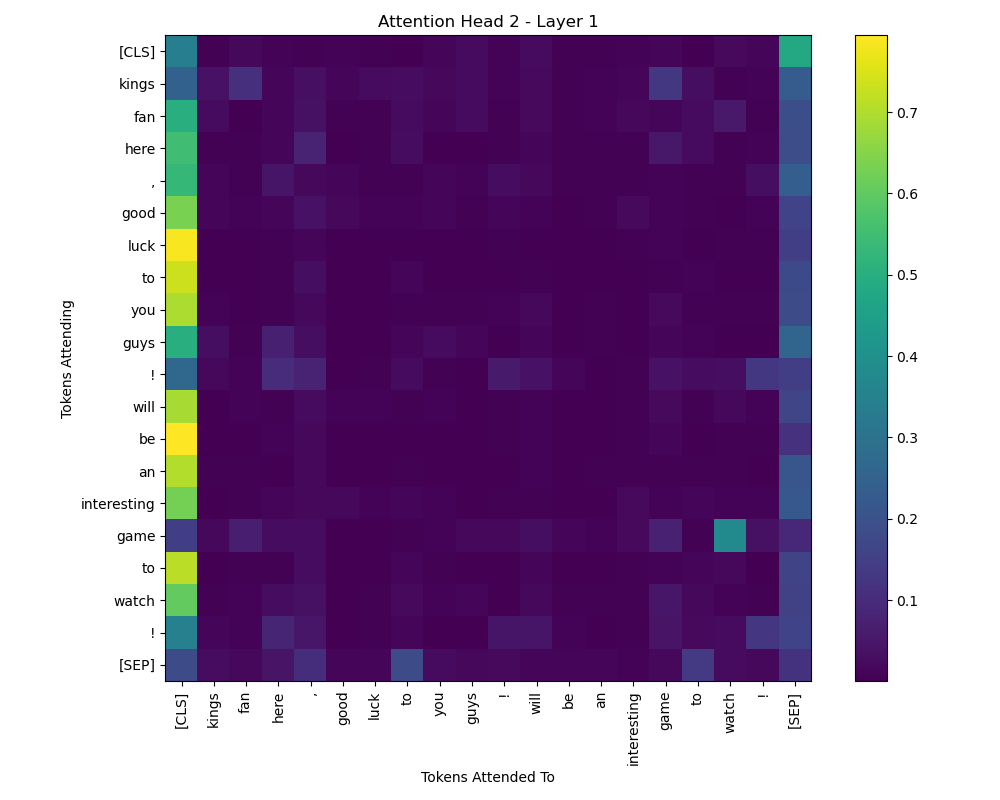 Attention Head 2 - Layer 1
Tokens Attending
[CLS]
kings
fan
here
,
good
luck
to
you
guys
!
will
be
an
interesting
game
to
watch
!
[SEP]
[CLS]
kings
fan
here
,
good
luck
to
you
guys
!
will
be
an
interesting
game
to
watch
!
[SEP]
Tokens Attended To
0.7
0.6
0.5
0.4
0.3
0.2
0.1